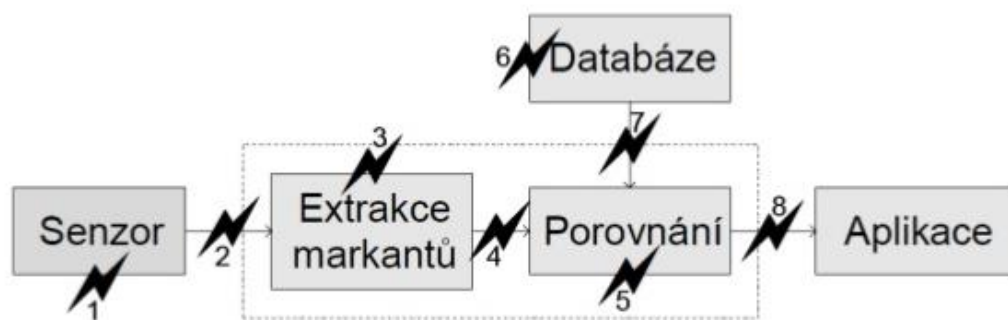 6
Databáze
7
3
Senzor
Extrakce
markantů
Porovnání
8
Aplikace
2
4
1
5